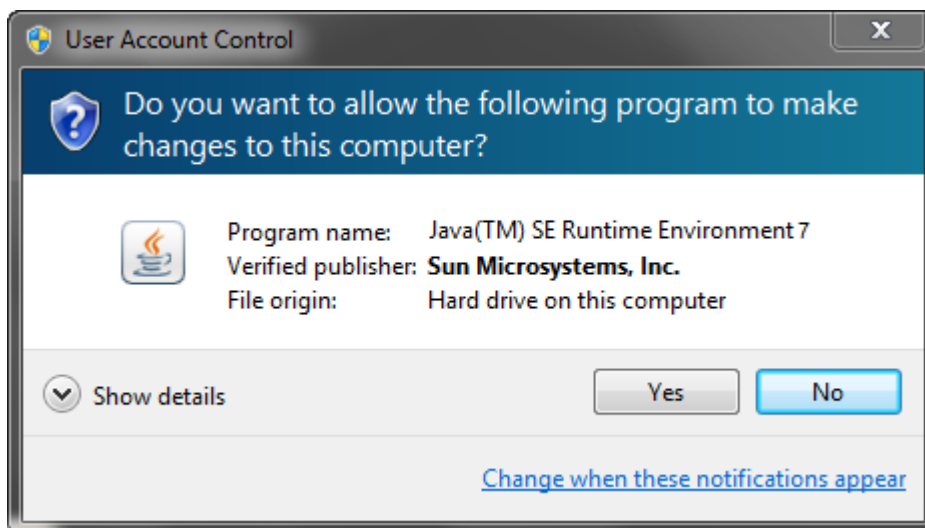 User Account Control
x
Do you want to allow the following program to make
changes to this computer?
Program name: Java(TM) SE Runtime Environment 7
Verified publisher: Sun Microsystems, Inc.
File origin: Hard drive on this computer
Show details Yes No
Change when these notifications appear